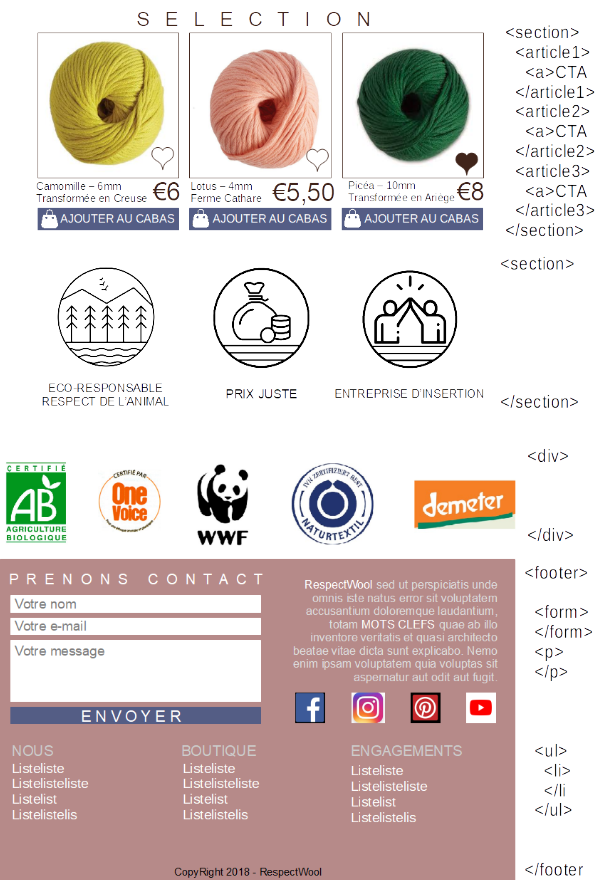 SELECTION
<section>
<article1>
<a>CTA
</article1>
<article2>
<a>CTA
</article2>
<article3>
<a>CTA
</article3>
</section>
Camomille – 6mm
Transformée en Creuse
€6
Lotus – 4mm
Ferme Cathare
€5,50
Picéa – 10mm
Transformée en Ariège
€8
AJOUTER AU CABAS
AJOUTER AU CABAS
AJOUTER AU CABAS
<section>
ECO-RESPONSABLE
RESPECT DE L'ANIMAL
PRIX JUSTE
ENTREPRISE D'INSERTION
</section>
<div>
CERTIFIÉ
AB
AGRICULTURE
BIOLOGIQUE
CERTIFIÉ PAR
One
Voice
WWF
NATURTEXTIL
demeter
</div>
<footer>
PRENONS CONTACT
Votre nom
Votre e-mail
Votre message
ENVOYER
RespectWool sed ut perspiciatis unde
omnis iste natus error sit voluptatem
accusantium doloremque laudantium,
totam MOTS CLEFS quae ab illo
inventore veritatis et quasi architecto
beatae vitae dicta sunt explicabo. Nemo
enim ipsam voluptatem quia voluptas sit
aspernatur aut odit aut fugit.
<form>
</form>
<p>
</p>
NOUS
Listeliste
Listelisteliste
Listelist
Listelistelis
BOUTIQUE
Listeliste
Listelisteliste
Listelist
Listelistelis
ENGAGEMENTS
Listeliste
Listelisteliste
Listelist
Listelistelis
<ul>
<li>
</li
</ul>
CopyRight 2018 - RespectWool
</footer